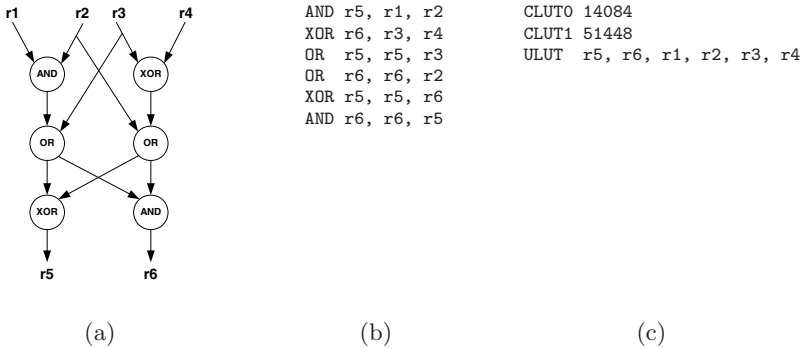 r1 r2 r3 r4
AND XOR
OR OR
XOR AND
r5 r6
(a)
AND r5, r1, r2
XOR r6, r3, r4
OR r5, r5, r3
OR r6, r6, r2
XOR r5, r5, r6
AND r6, r6, r5
(b)
CLUT0 14084
CLUT1 51448
ULUT r5, r6, r1, r2, r3, r4
(c)